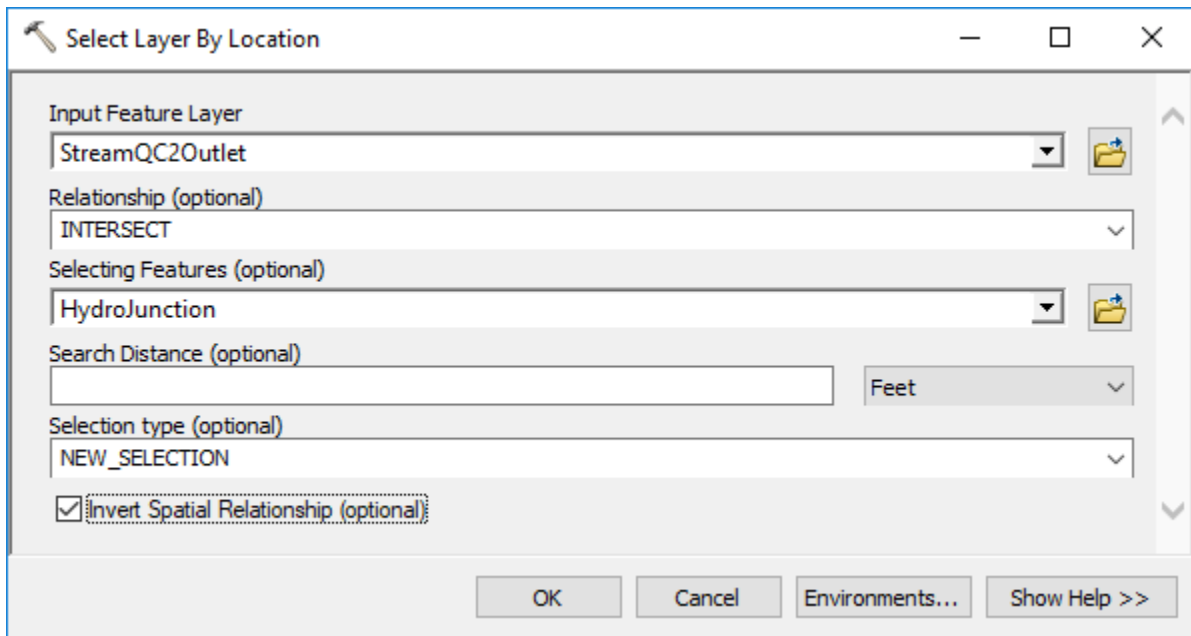 Select Layer By Location
Input Feature Layer
StreamQC2Outlet
Relationship (optional)
INTERSECT
Selecting Features (optional)
HydroJunction
Search Distance (optional)
Feet
Selection type (optional)
NEW_SELECTION
Invert Spatial Relationship (optional)
OK Cancel Environments... Show Help >>